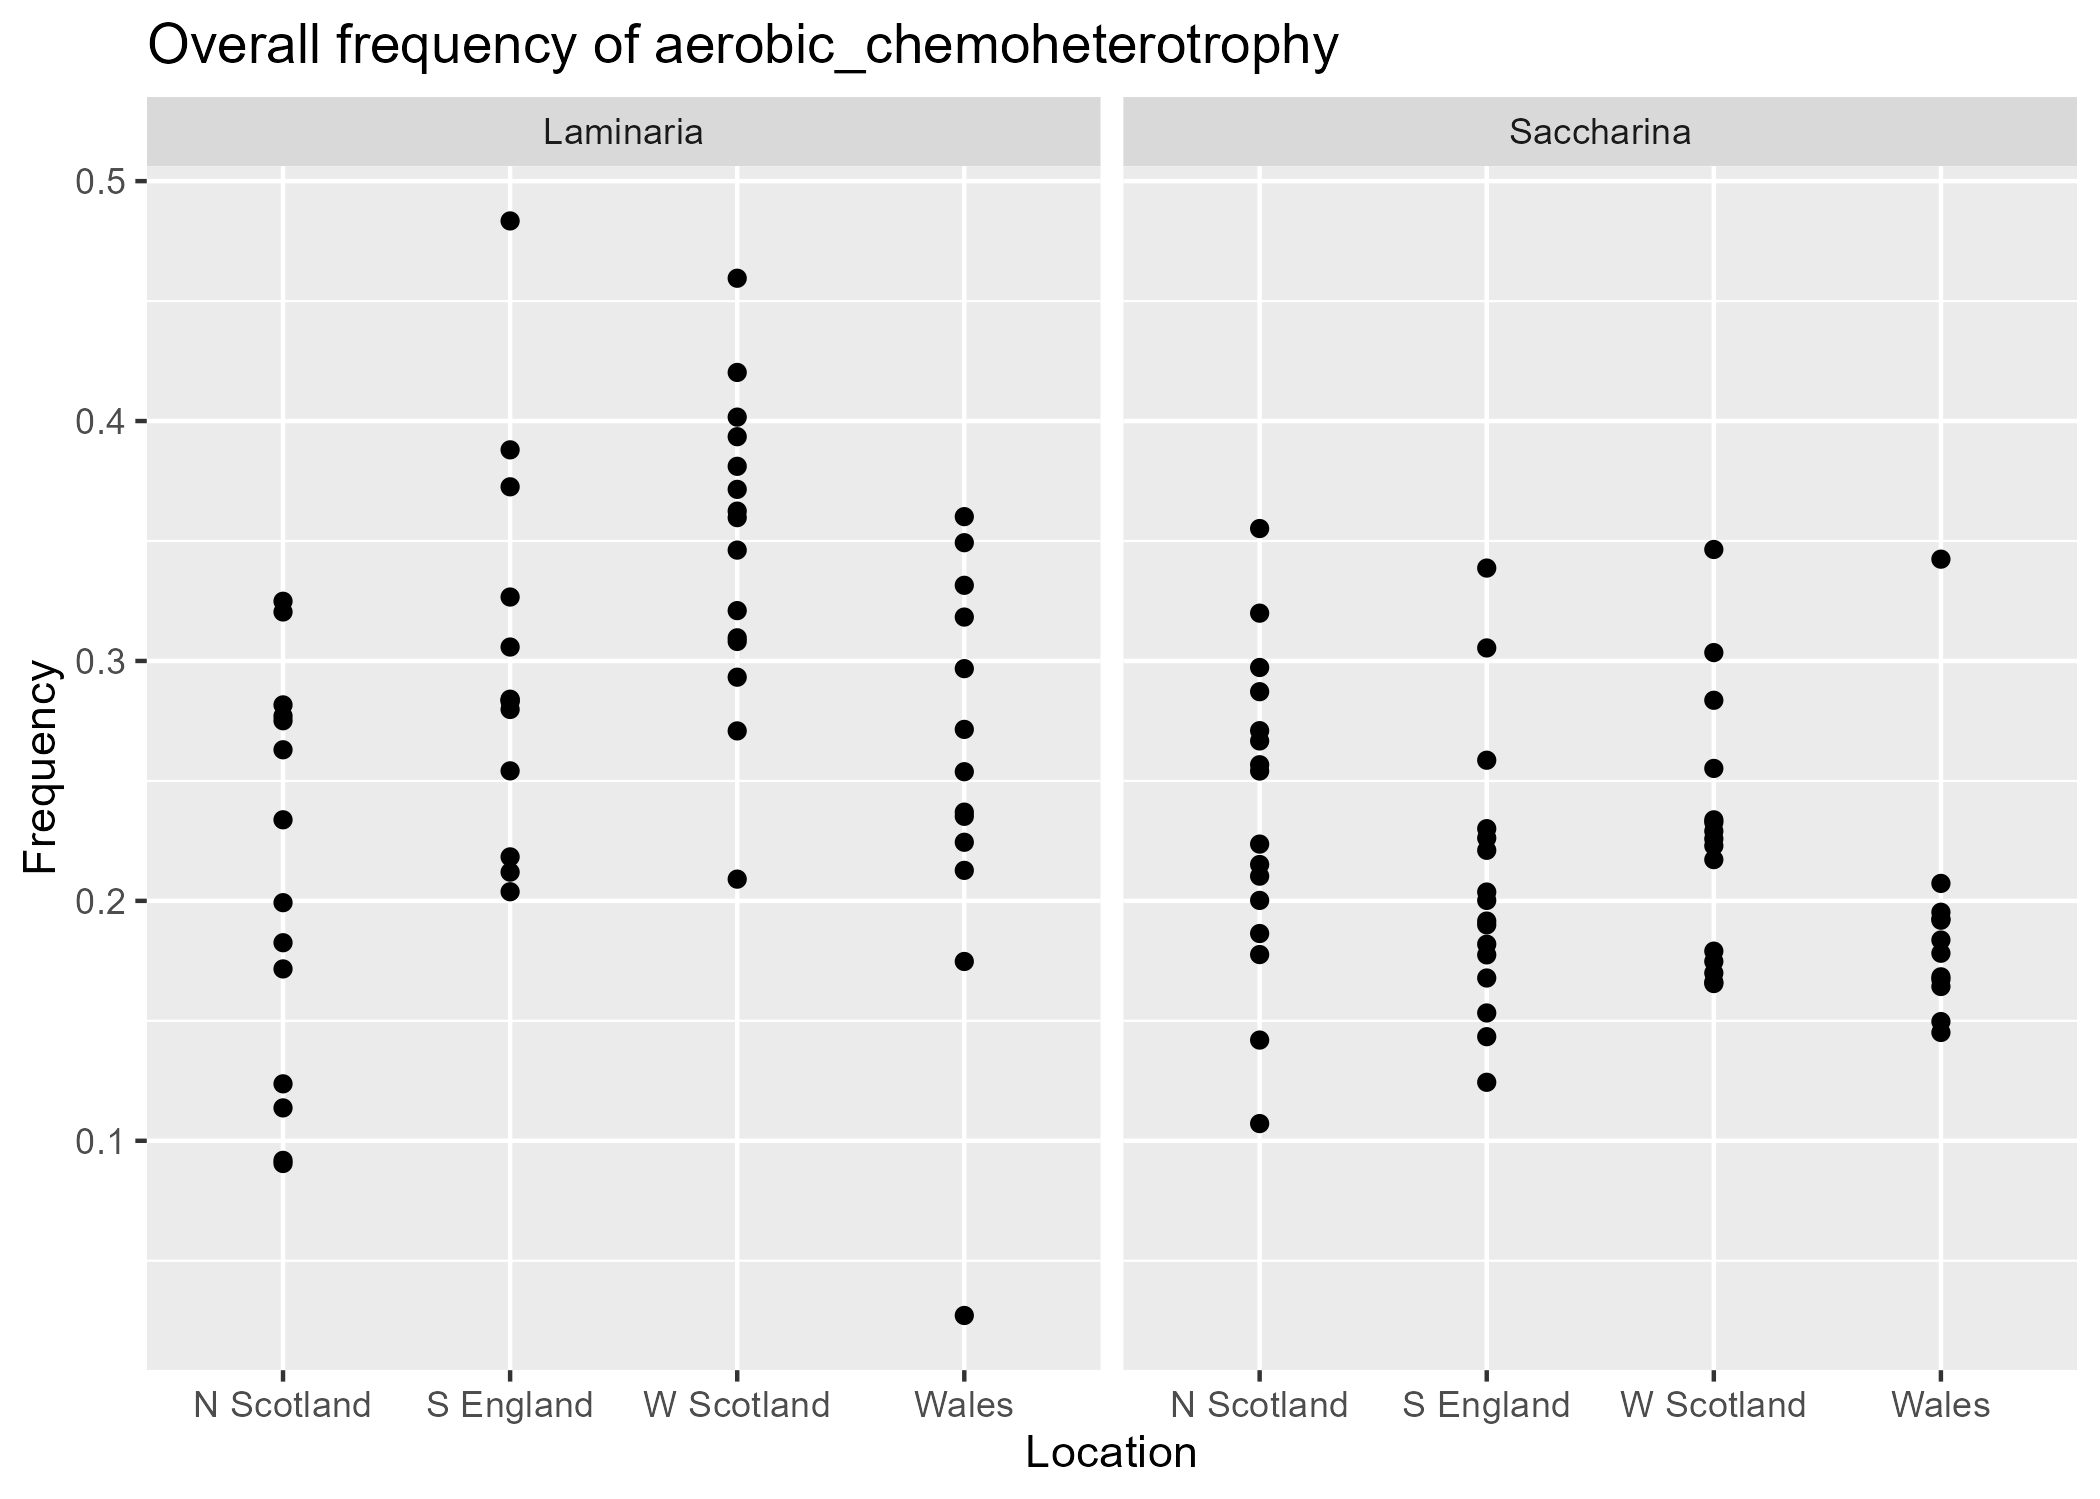 Overall frequency of aerobic_chemoheterotrophy
Laminaria Saccharina
0.5
0.4
0.3
0.2
0.1
Frequency
N Scotland S England W Scotland Wales N Scotland S England W Scotland Wales
Location